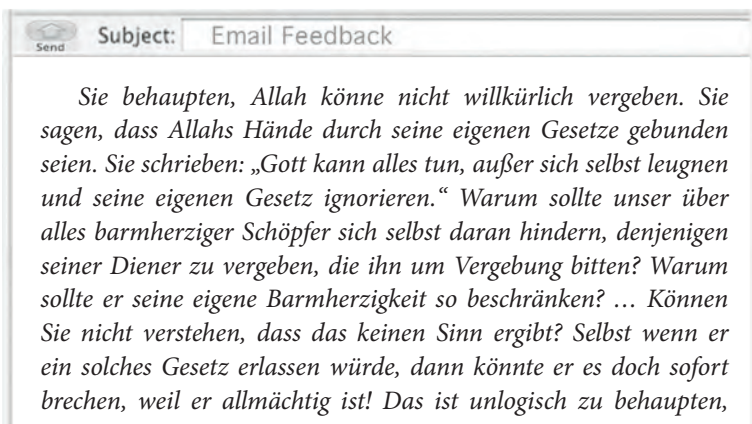 Send Subject: Email Feedback
Sie behaupten, Allah könne nicht willkürlich vergeben. Sie
sagen, dass Allahs Hände durch seine eigenen Gesetze gebunden
seien. Sie schrieben: „Gott kann alles tun, außer sich selbst leugnen
und seine eigenen Gesetz ignorieren.“ Warum sollte unser über
alles barmherziger Schöpfer sich selbst daran hindern, denjenigen
seiner Diener zu vergeben, die ihn um Vergebung bitten? Warum
sollte er seine eigene Barmherzigkeit so beschränken? … Können
Sie nicht verstehen, dass das keinen Sinn ergibt? Selbst wenn er
ein solches Gesetz erlassen würde, dann könnte er es doch sofort
brechen, weil er allmächtig ist! Das ist unlogisch zu behaupten,